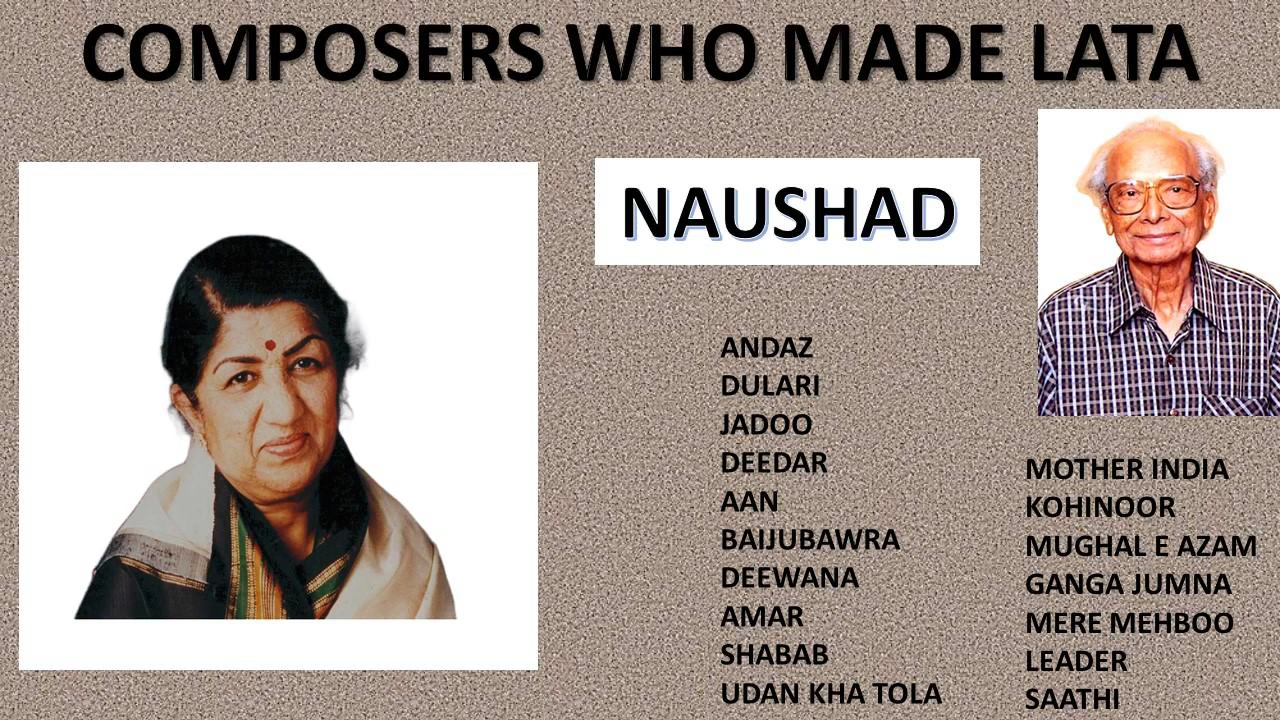 COMPOSERS WHO MADE LATA
NAUSHAD
ANDAZ
DULARI
JADOO
DEEDAR
AAN
BAIJUBAWRA
DEEWANA
AMAR
SHABAB
UDAN KHA TOLA
MOTHER INDIA
KOHINOOR
MUGHAL E AZAM
GANGA JUMNA
MERE MEHBOO
LEADER
SAATHI